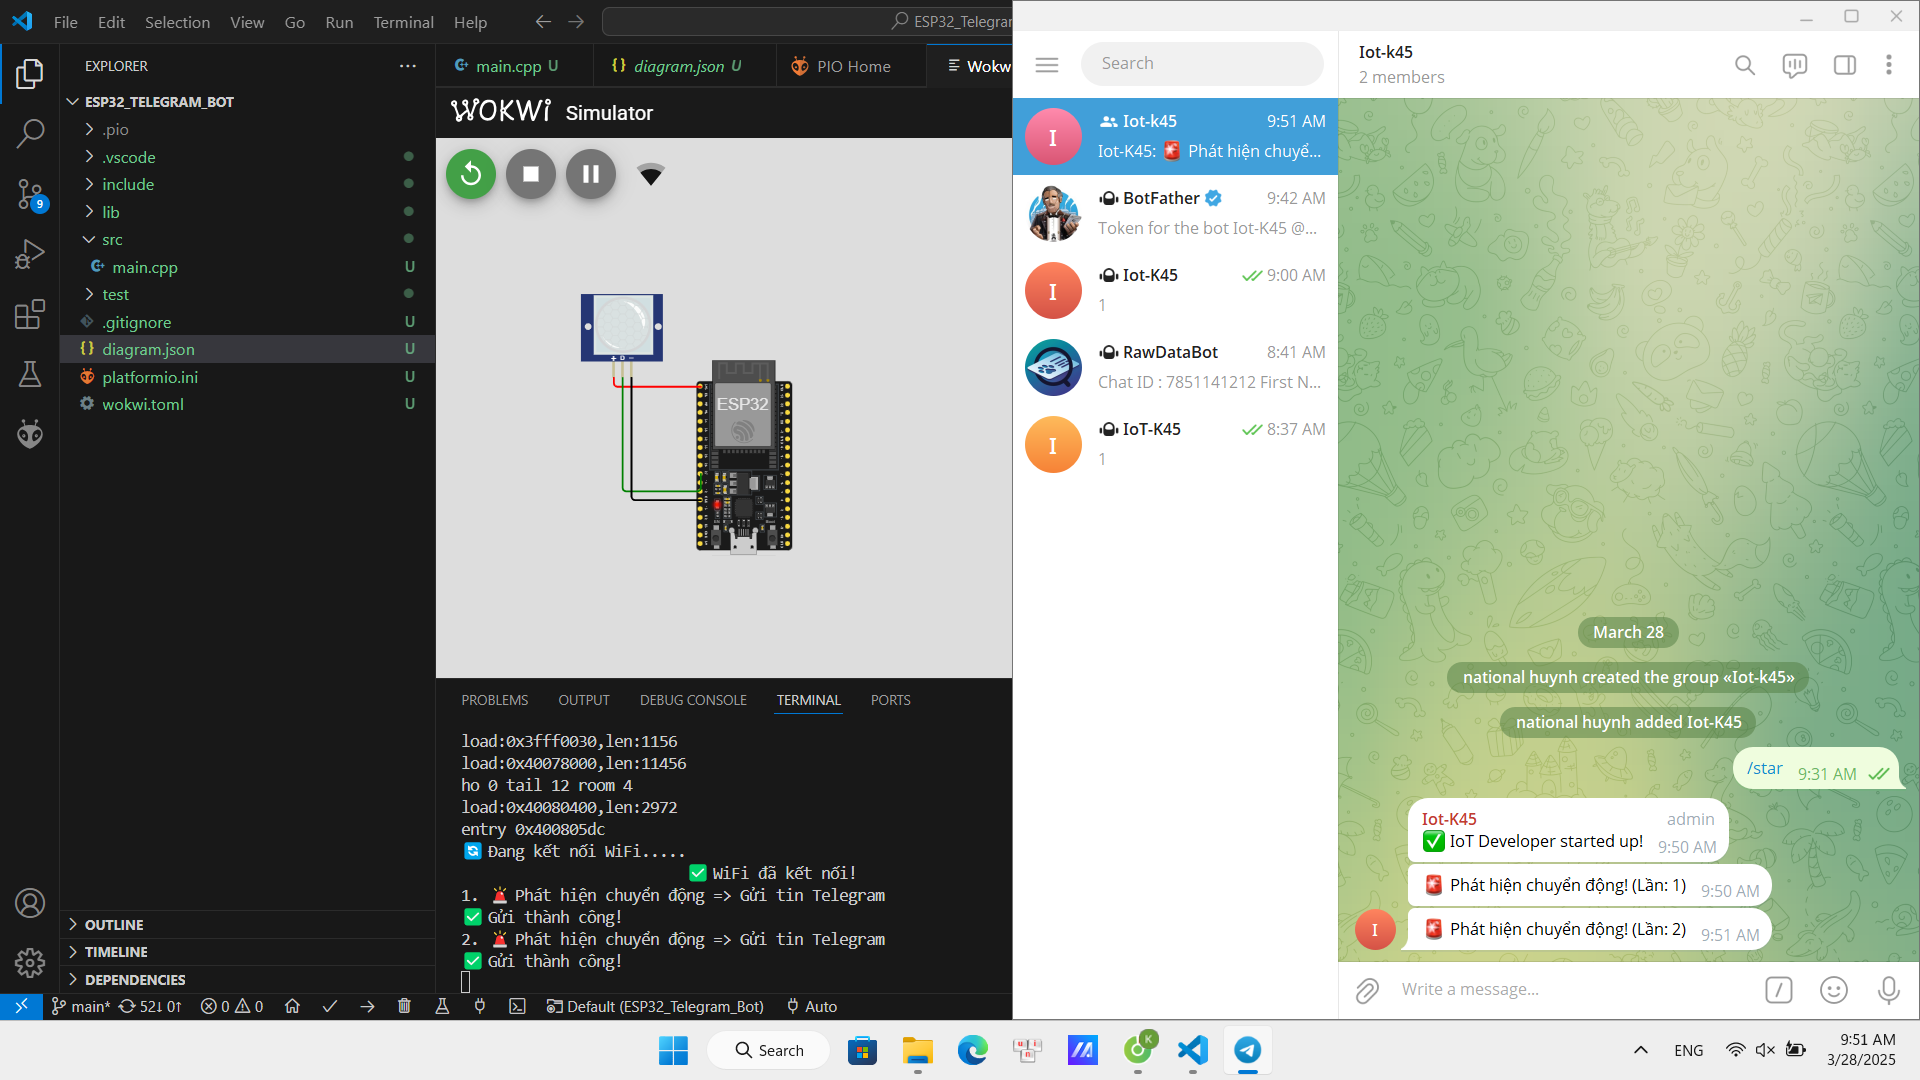 File Edit Selection View Go Run Terminal Help
ESP32_Telegram
EXPLORER
ESP32_TELEGRAM_BOT
.pio
.vscode
include
lib
src
main.cpp U
test
.gitignore U
diagram.json U
platformio.ini U
wokwi.toml U
9
OUTLINE
TIMELINE
DEPENDENCIES
main.cpp U
diagram.json U
PIO Home
Wokw
WOKWi Simulator
+ D -
ESP32
PROBLEMS OUTPUT DEBUG CONSOLE TERMINAL PORTS
load:0x3fff0030,len:1156
load:0x40078000,len:11456
ho 0 tail 12 room 4
load:0x40080400,len:2972
entry 0x400805dc
🔄 Đang kết nối WiFi.....
✅ WiFi đã kết nối!
1. 🚨 Phát hiện chuyển động => Gửi tin Telegram
✅ Gửi thành công!
2. 🚨 Phát hiện chuyển động => Gửi tin Telegram
✅ Gửi thành công!
main* 52↓ 0↑ 0 0 Default (ESP32_Telegram_Bot) Auto
Search
I
Iot-k45 9:51 AM
Iot-K45: 🚨 Phát hiện chuyể...
BotFather 9:42 AM
Token for the bot Iot-K45 @...
I
Iot-K45 9:00 AM
1
RawDataBot 8:41 AM
Chat ID : 7851141212 First N...
I
IoT-K45 8:37 AM
1
Iot-k45
2 members
March 28
national huynh created the group «Iot-k45»
national huynh added Iot-K45
/star 9:31 AM
Iot-K45 admin
✅ IoT Developer started up! 9:50 AM
🚨 Phát hiện chuyển động! (Lần: 1) 9:50 AM
🚨 Phát hiện chuyển động! (Lần: 2) 9:51 AM
I
Write a message...
Search
K
ENG
9:51 AM
3/28/2025